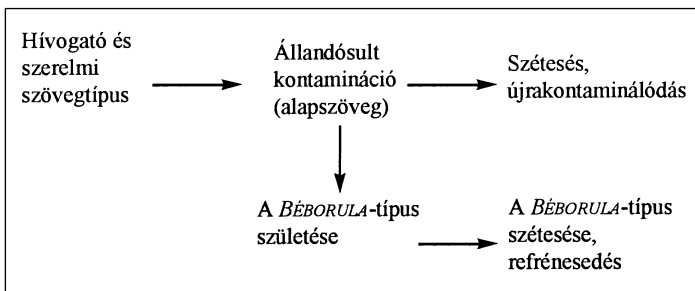 Hívogató és
szerelmi
szövegtípus
Állandósult
kontamináció
(alapszöveg)
Szétesés,
újrakontaminálódás
A BÉBORULA-típus
születése
A BÉBORULA-típus
szétesése,
refrénesedés